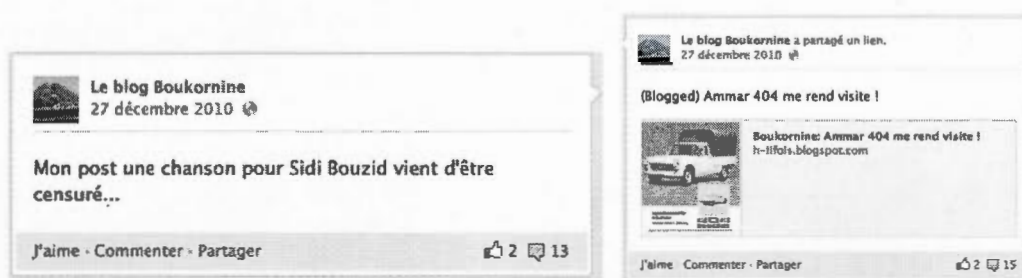 Le blog Boukornine
27 décembre 2010
Mon post une chanson pour Sidi Bouzid vient d'être
censuré...
J'aime · Commenter · Partager 2 13
Le blog Boukornine a partagé un lien.
27 décembre 2010
(Blogged) Ammar 404 me rend visite !
Boukornine: Ammar 404 me rend visite !
h-llfols.blogspot.com
J'aime · Commenter · Partager 2 15